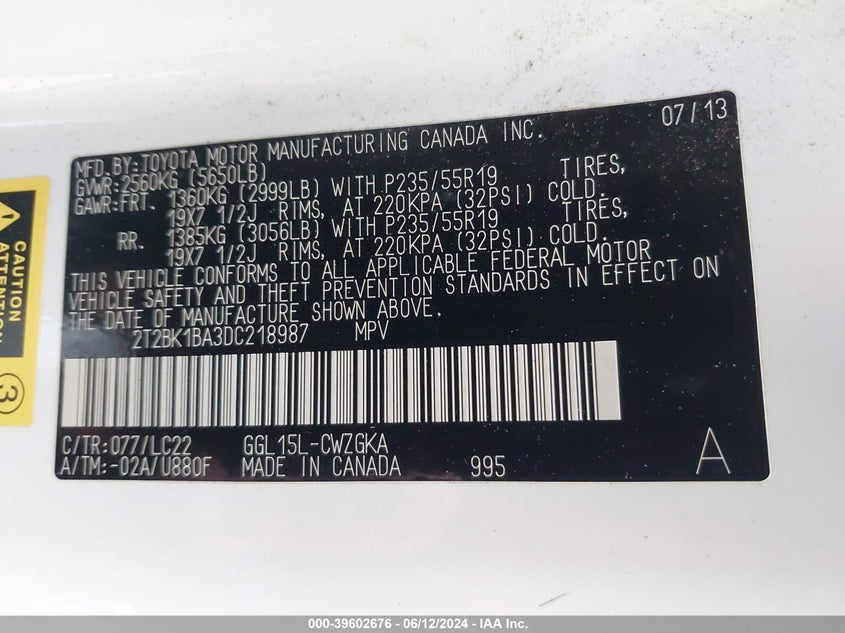 07/13
MFD.BY:TOYOTA MOTOR MANUFACTURING CANADA INC.
GVWR:2560KG (5650LB)
GAWR:FRT. 1360KG (2999LB) WITH P235/55R19 TIRES,
19X7 1/2J RIMS, AT 220KPA (32PSI) COLD.
RR. 1385KG (3056LB) WITH P235/55R19 TIRES,
19X7 1/2J RIMS, AT 220KPA (32PSI) COLD.
THIS VEHICLE CONFORMS TO ALL APPLICABLE FEDERAL MOTOR
VEHICLE SAFETY AND THEFT PREVENTION STANDARDS IN EFFECT ON
THE DATE OF MANUFACTURE SHOWN ABOVE.
2T2BK1BA3DC218987 MPV
C/TR:077/LC22 GGL15L-CWZGKA
A/TM:-02A/U880F MADE IN CANADA 995
A
CAUTION
ATTENTION
3
000-39602676 - 06/12/2024 - IAA Inc.